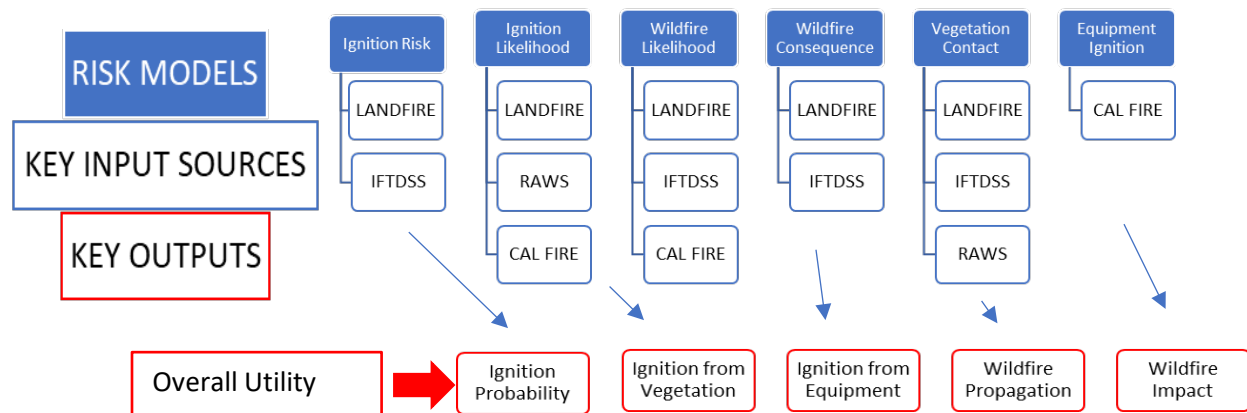 RISK MODELS
KEY INPUT SOURCES
KEY OUTPUTS
Ignition Risk
LANDFIRE
IFTDSS
Ignition
Likelihood
LANDFIRE
RAWS
CAL FIRE
Wildfire
Likelihood
LANDFIRE
IFTDSS
CAL FIRE
Wildfire
Consequence
LANDFIRE
IFTDSS
Vegetation
Contact
LANDFIRE
IFTDSS
RAWS
Equipment
Ignition
CAL FIRE
Overall Utility
Ignition
Probability
Ignition from
Vegetation
Ignition from
Equipment
Wildfire
Propagation
Wildfire
Impact